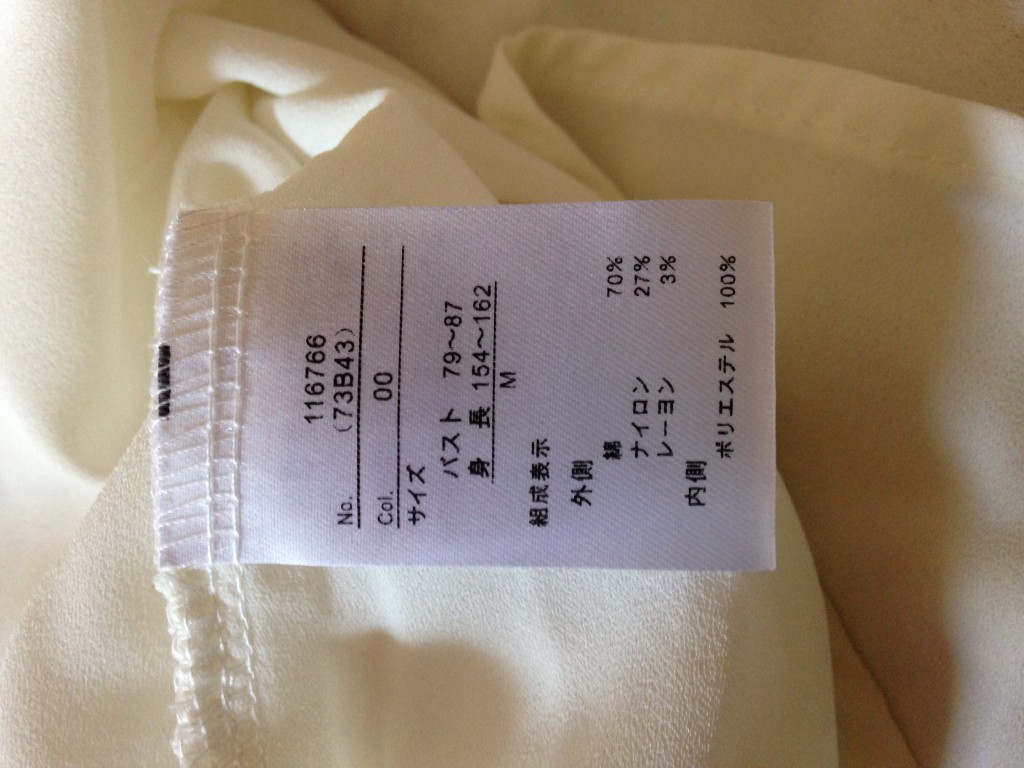 116766
No. (73B43)
Col. 00
サイズ
バスト 79～87
身 長 154～162
M
組成表示
外側
綿 70%
ナイロン 27%
レーヨン 3%
内側
ポリエステル 100%